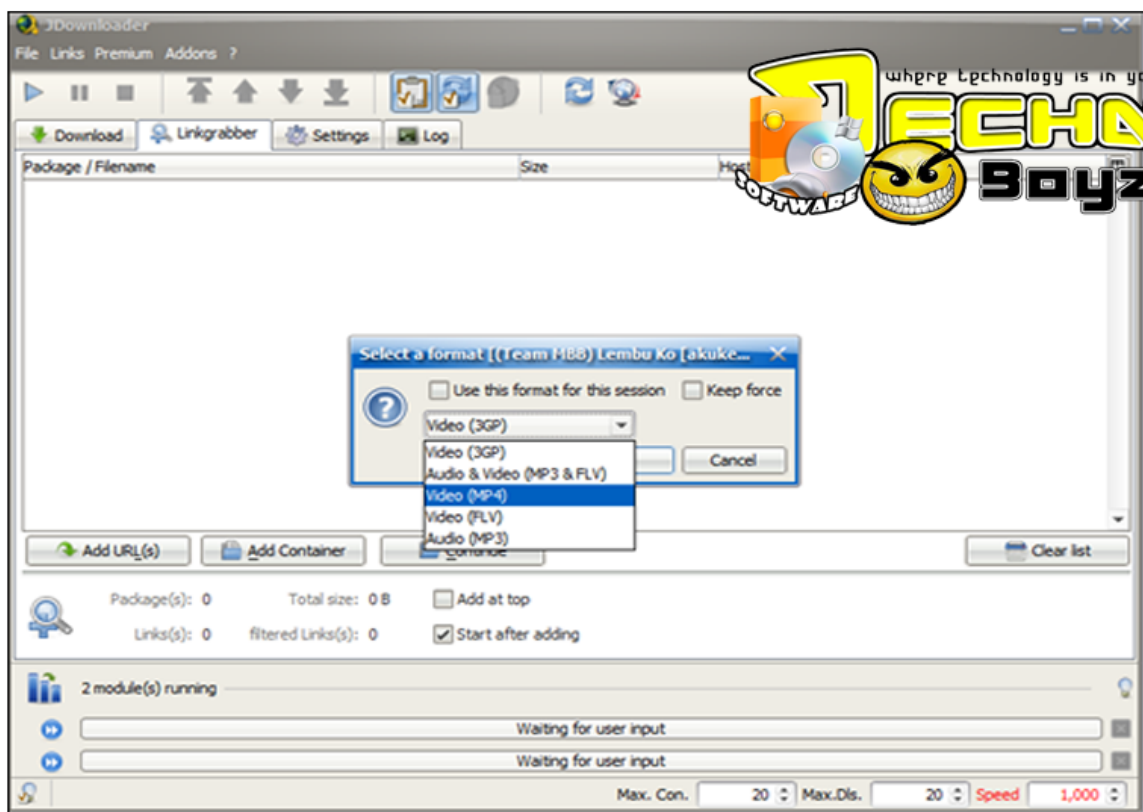 JDownloader
File Links Premium Addons ?
where technology is in yo
TECHN
Boyz
SOFTWARE
Download Linkgrabber Settings Log
Package / Filename Size Host
Select a format [(Team MBB) Lembu Ko [akuke...
Use this format for this session Keep force
Video (3GP)
Video (3GP)
Audio & Video (MP3 & FLV)
Cancel
Video (MP4)
Video (FLV)
Audio (MP3)
Add URL(s) Add Container Continue Clear list
Package(s): 0 Total size: 0 B Add at top
Links(s): 0 filtered Links(s): 0 Start after adding
2 module(s) running
Waiting for user input
Waiting for user input
Max. Con. 20 Max.Dls. 20 Speed 1,000